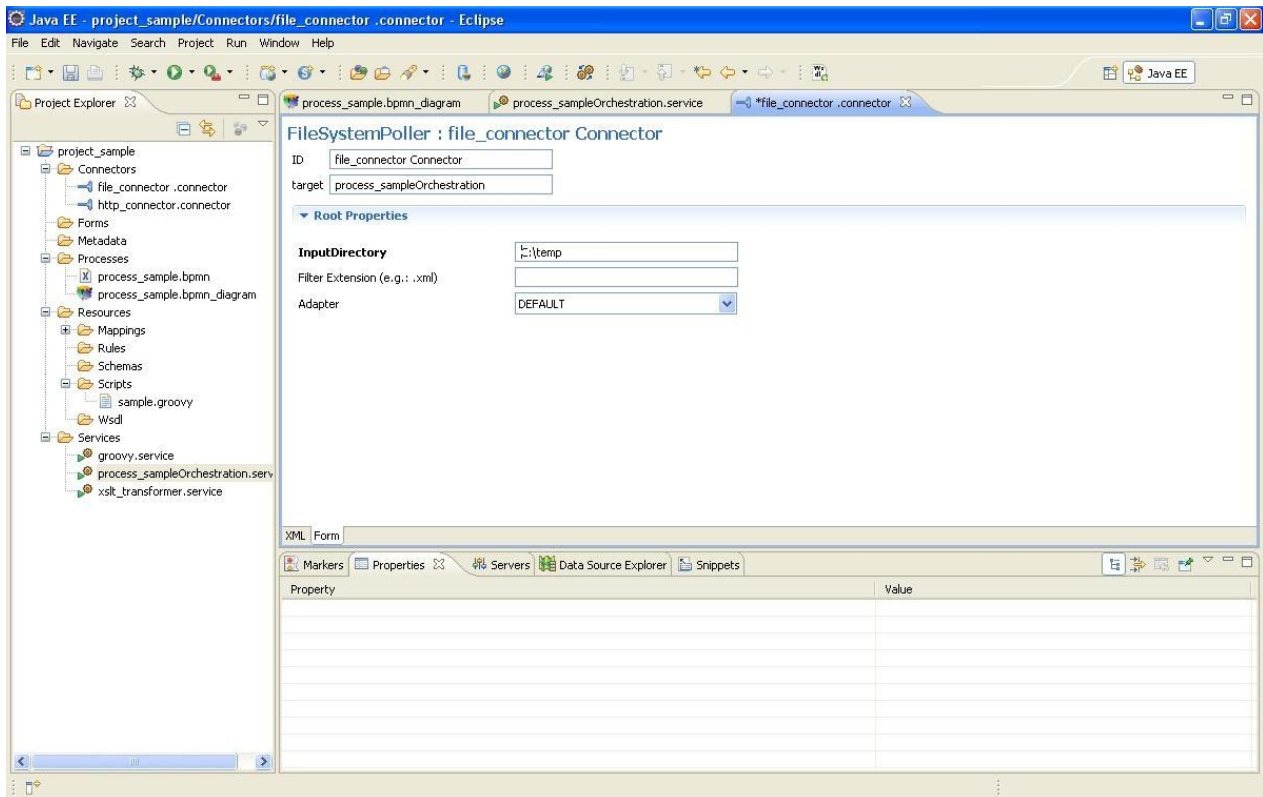 Java EE - project_sample/Connectors/file_connector .connector - Eclipse
File Edit Navigate Search Project Run Window Help
Java EE
Project Explorer
process_sample.bpmn_diagram
process_sampleOrchestration.service
*file_connector .connector
project_sample
Connectors
file_connector .connector
http_connector.connector
Forms
Metadata
Processes
process_sample.bpmn
process_sample.bpmn_diagram
Resources
Mappings
Rules
Schemas
Scripts
sample.groovy
Wsdl
Services
groovy.service
process_sampleOrchestration.serv
xslt_transformer.service
FileSystemPoller : file_connector Connector
ID file_connector Connector
target process_sampleOrchestration
Root Properties
InputDirectory :\temp
Filter Extension (e.g.: .xml)
Adapter DEFAULT
XML Form
Markers Properties Servers Data Source Explorer Snippets
Property Value